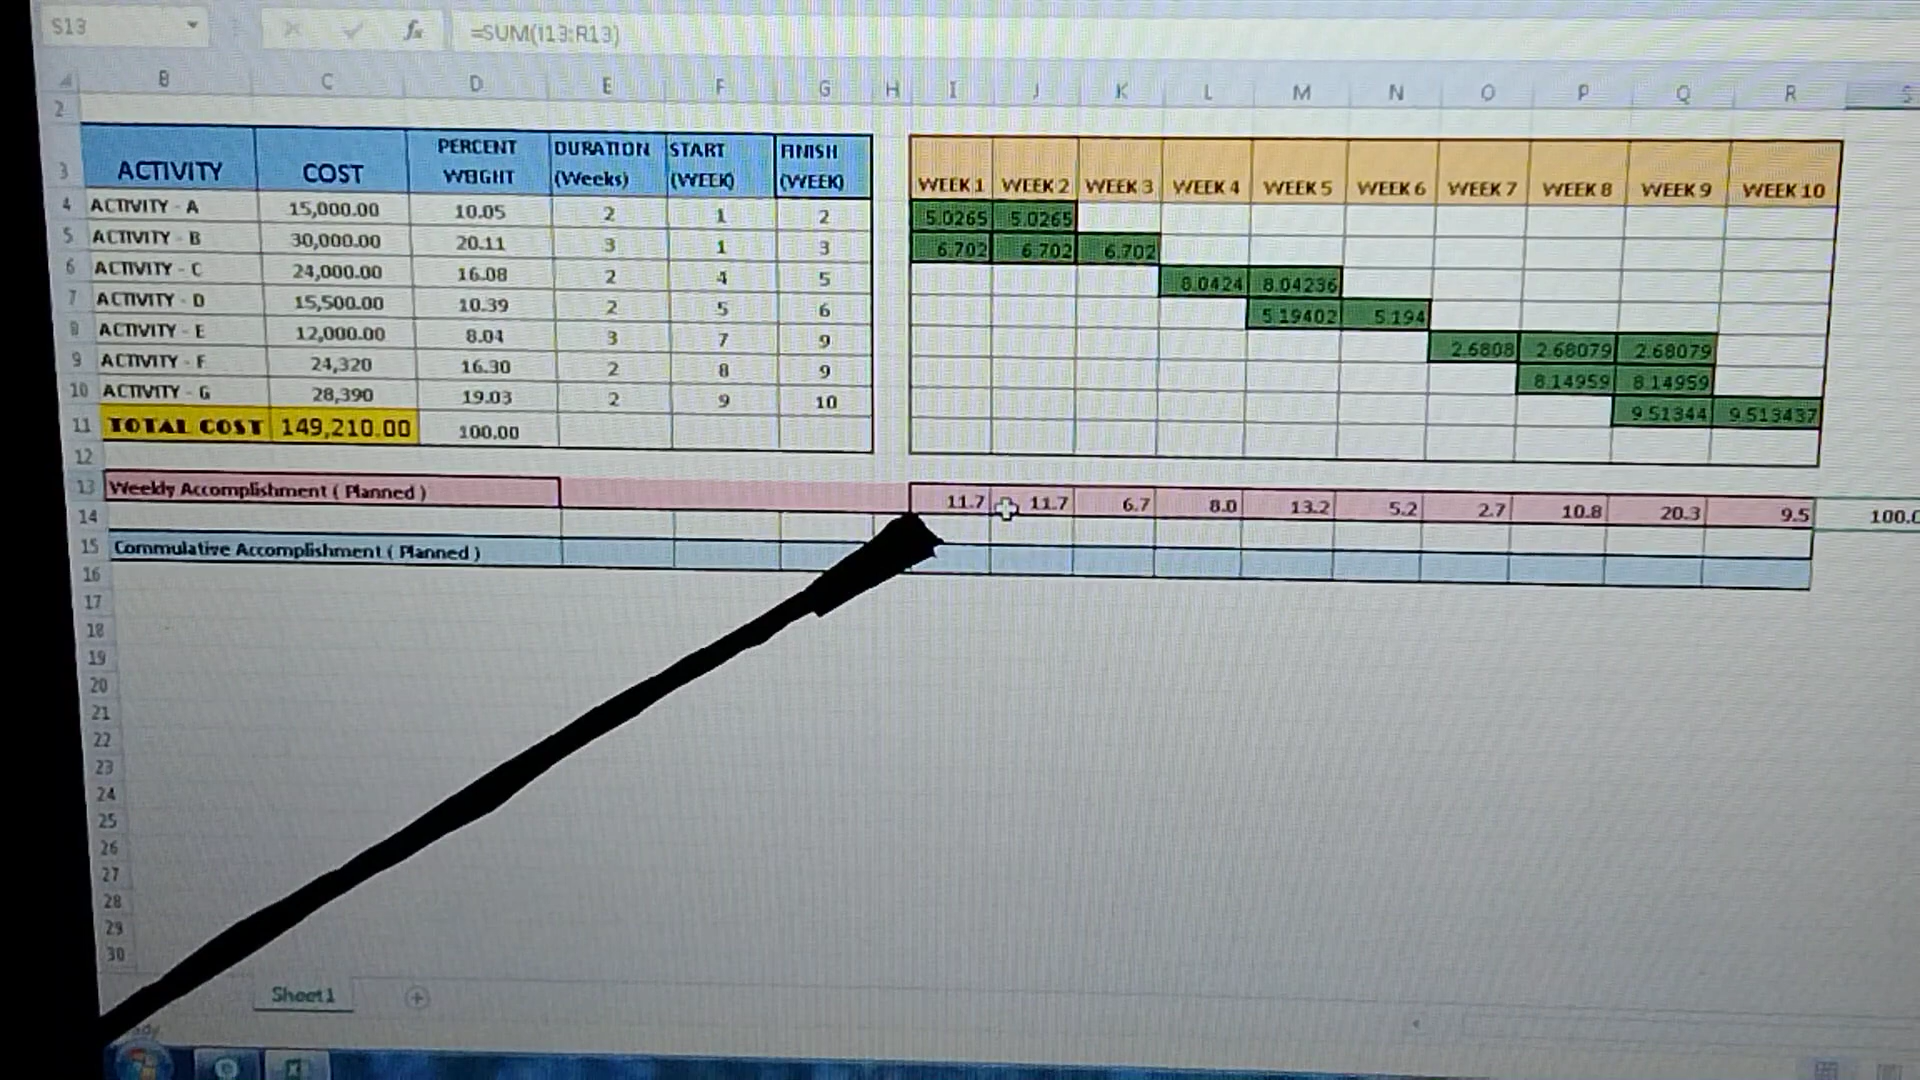 S13 fx =SUM(I13:R13)
B C D E F G H I J K L M N O P Q R S
2
3 ACTIVITY COST PERCENT WEIGHT DURATION (Weeks) START (WEEK) FINISH (WEEK) WEEK 1 WEEK 2 WEEK 3 WEEK 4 WEEK 5 WEEK 6 WEEK 7 WEEK 8 WEEK 9 WEEK 10
4 ACTIVITY - A 15,000.00 10.05 2 1 2 5.0265 5.0265
5 ACTIVITY - B 30,000.00 20.11 3 1 3 6.702 6.702 6.702
6 ACTIVITY - C 24,000.00 16.08 2 4 5 8.0424 8.04236
7 ACTIVITY - D 15,500.00 10.39 2 5 6 5.19402 5.194
8 ACTIVITY - E 12,000.00 8.04 3 7 9 2.6808 2.68079 2.68079
9 ACTIVITY - F 24,320 16.30 2 8 9 8.14959 8.14959
10 ACTIVITY - G 28,390 19.03 2 9 10 9.51344 9.513437
11 TOTAL COST 149,210.00 100.00
12
13 Weekly Accomplishment ( Planned ) 11.7 11.7 6.7 8.0 13.2 5.2 2.7 10.8 20.3 9.5
14
15 Commulative Accomplishment ( Planned )
16
17
18
19
20
21
22
23
24
25
26
27
28
29
30
Sheet1